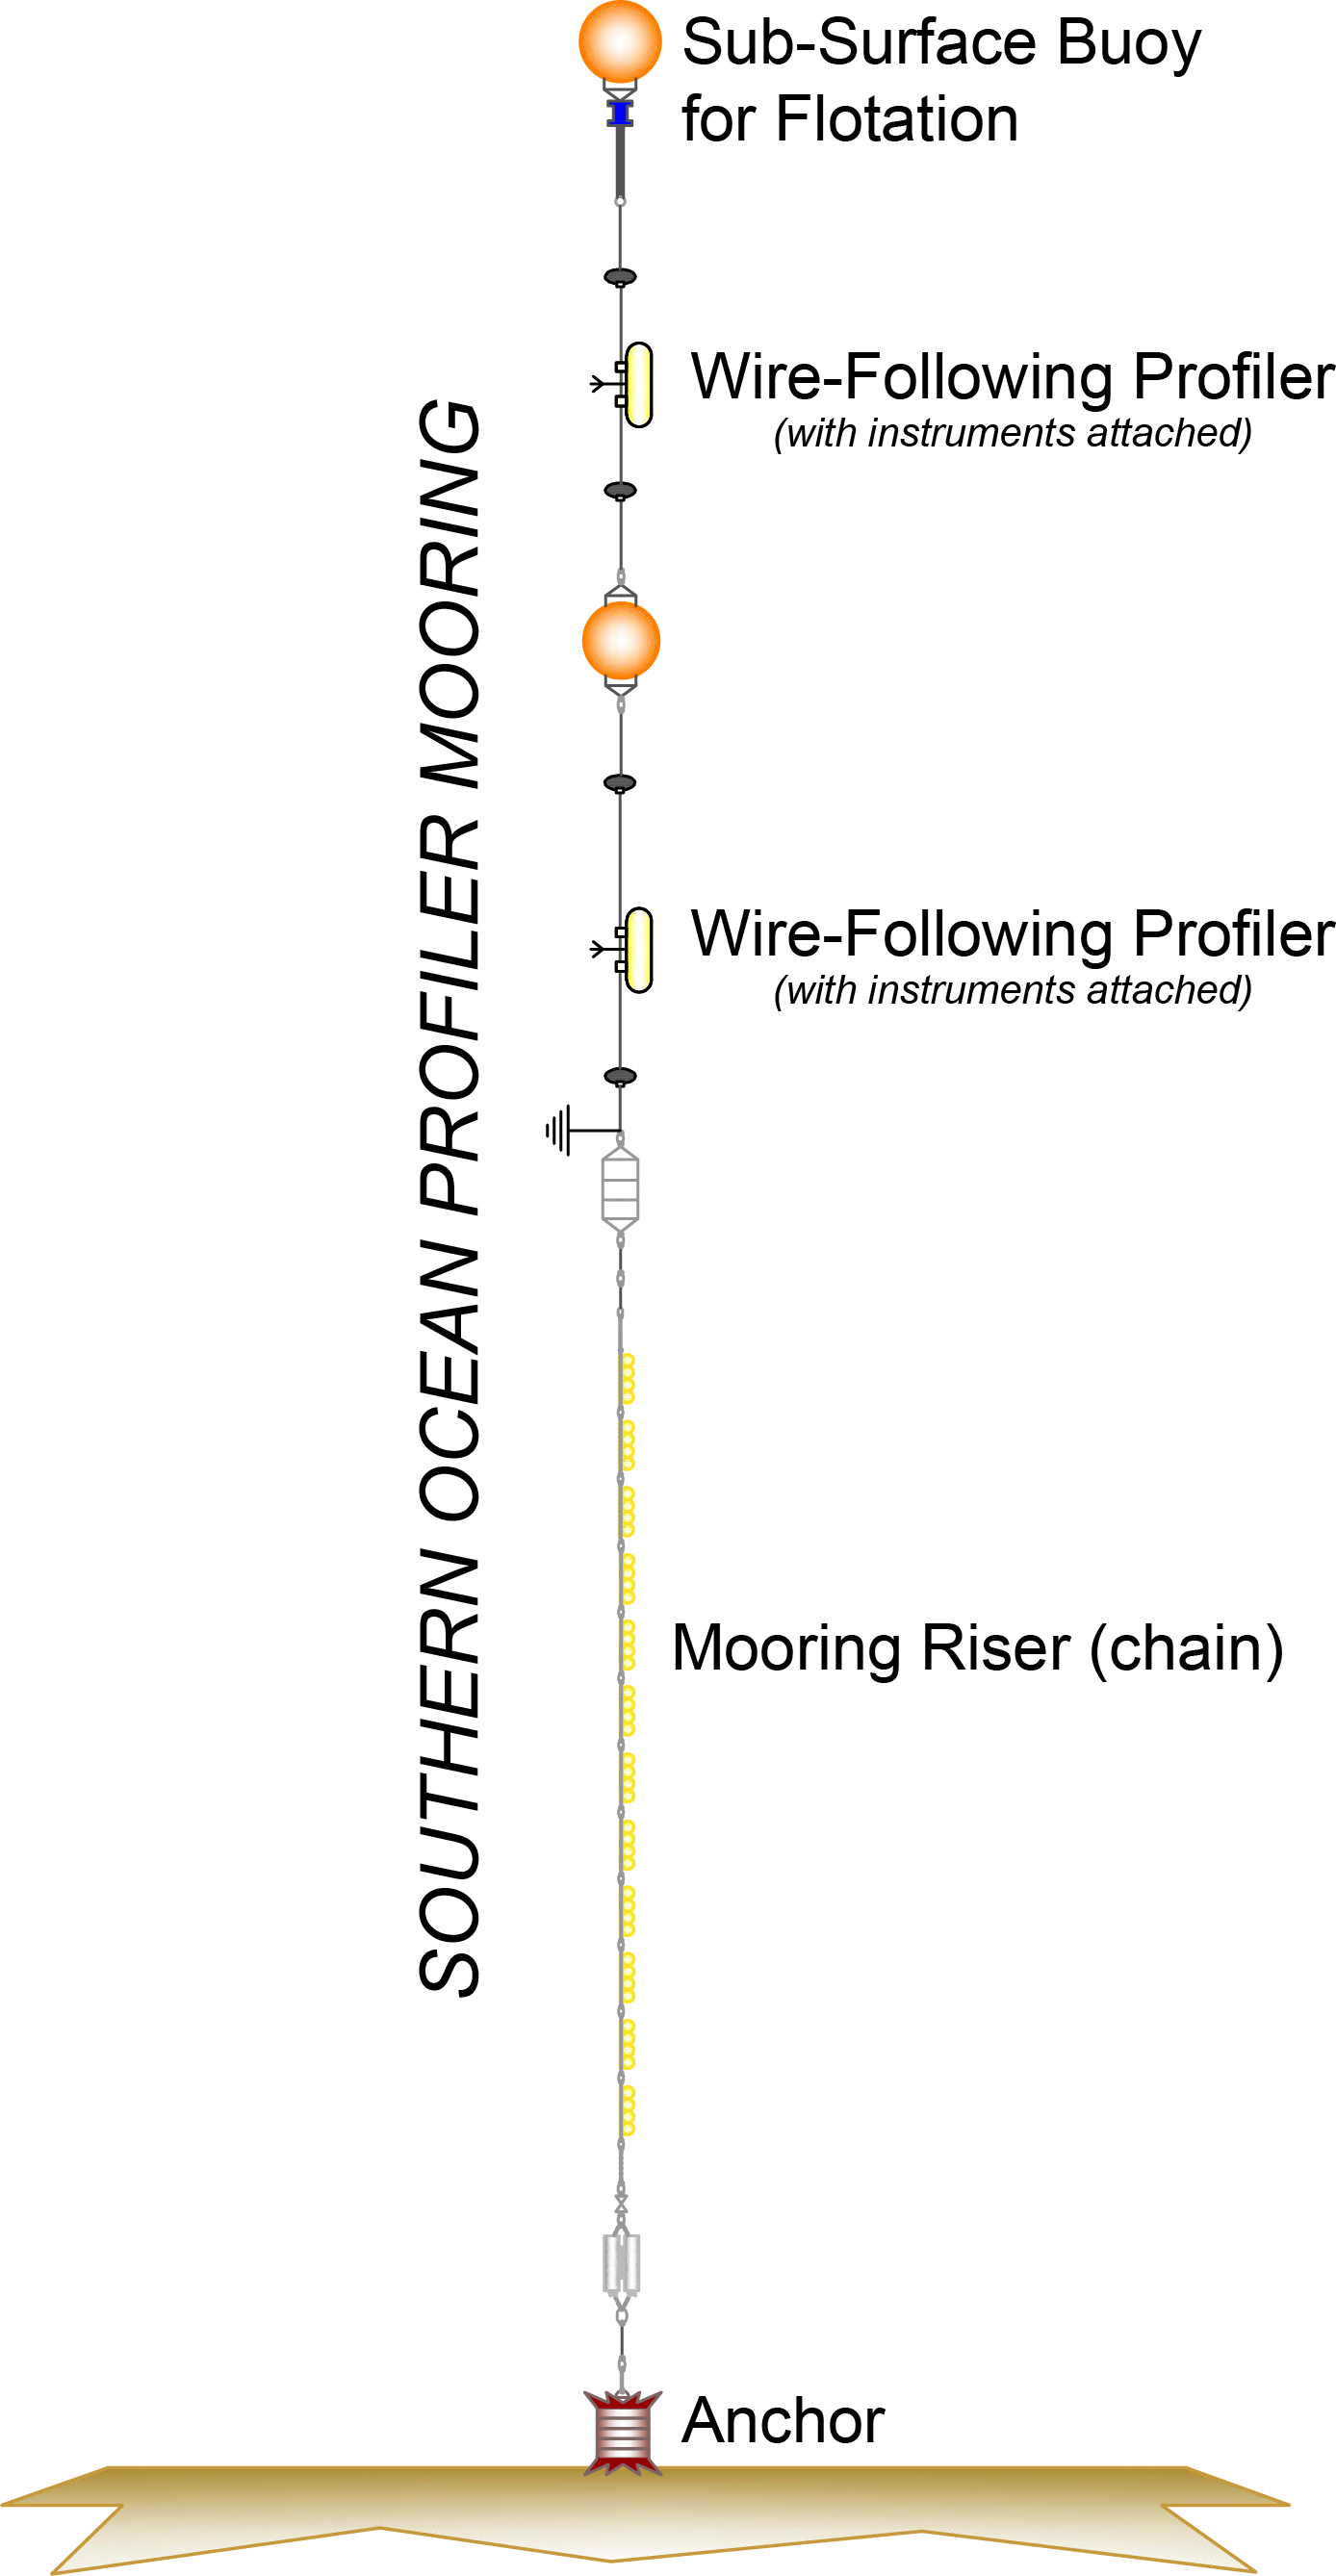 Sub-Surface Buoy
for Flotation
Wire-Following Profiler
(with instruments attached)
SOUTHERN OCEAN PROFILER MOORING
Wire-Following Profiler
(with instruments attached)
Mooring Riser (chain)
Anchor